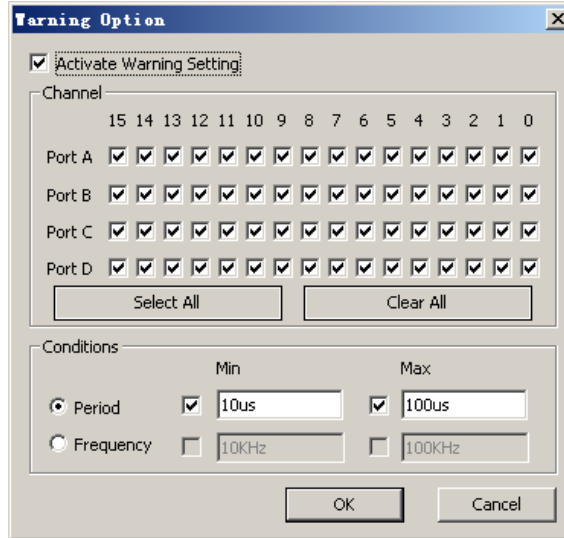 Warning Option
Activate Warning Setting
Channel
15 14 13 12 11 10 9 8 7 6 5 4 3 2 1 0
Port A
Port B
Port C
Port D
Select All Clear All
Conditions
Min Max
Period 10us 100us
Frequency 10KHz 100KHz
OK Cancel